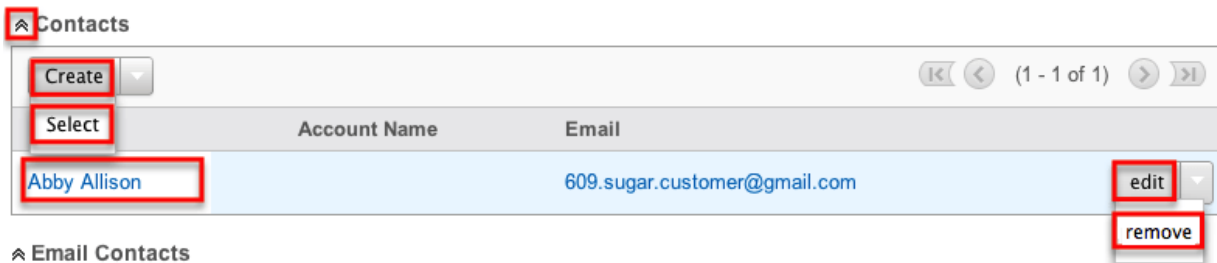 Contacts
Create (1 - 1 of 1)
Select Account Name Email
Abby Allison 609.sugar.customer@gmail.com edit
remove
Email Contacts